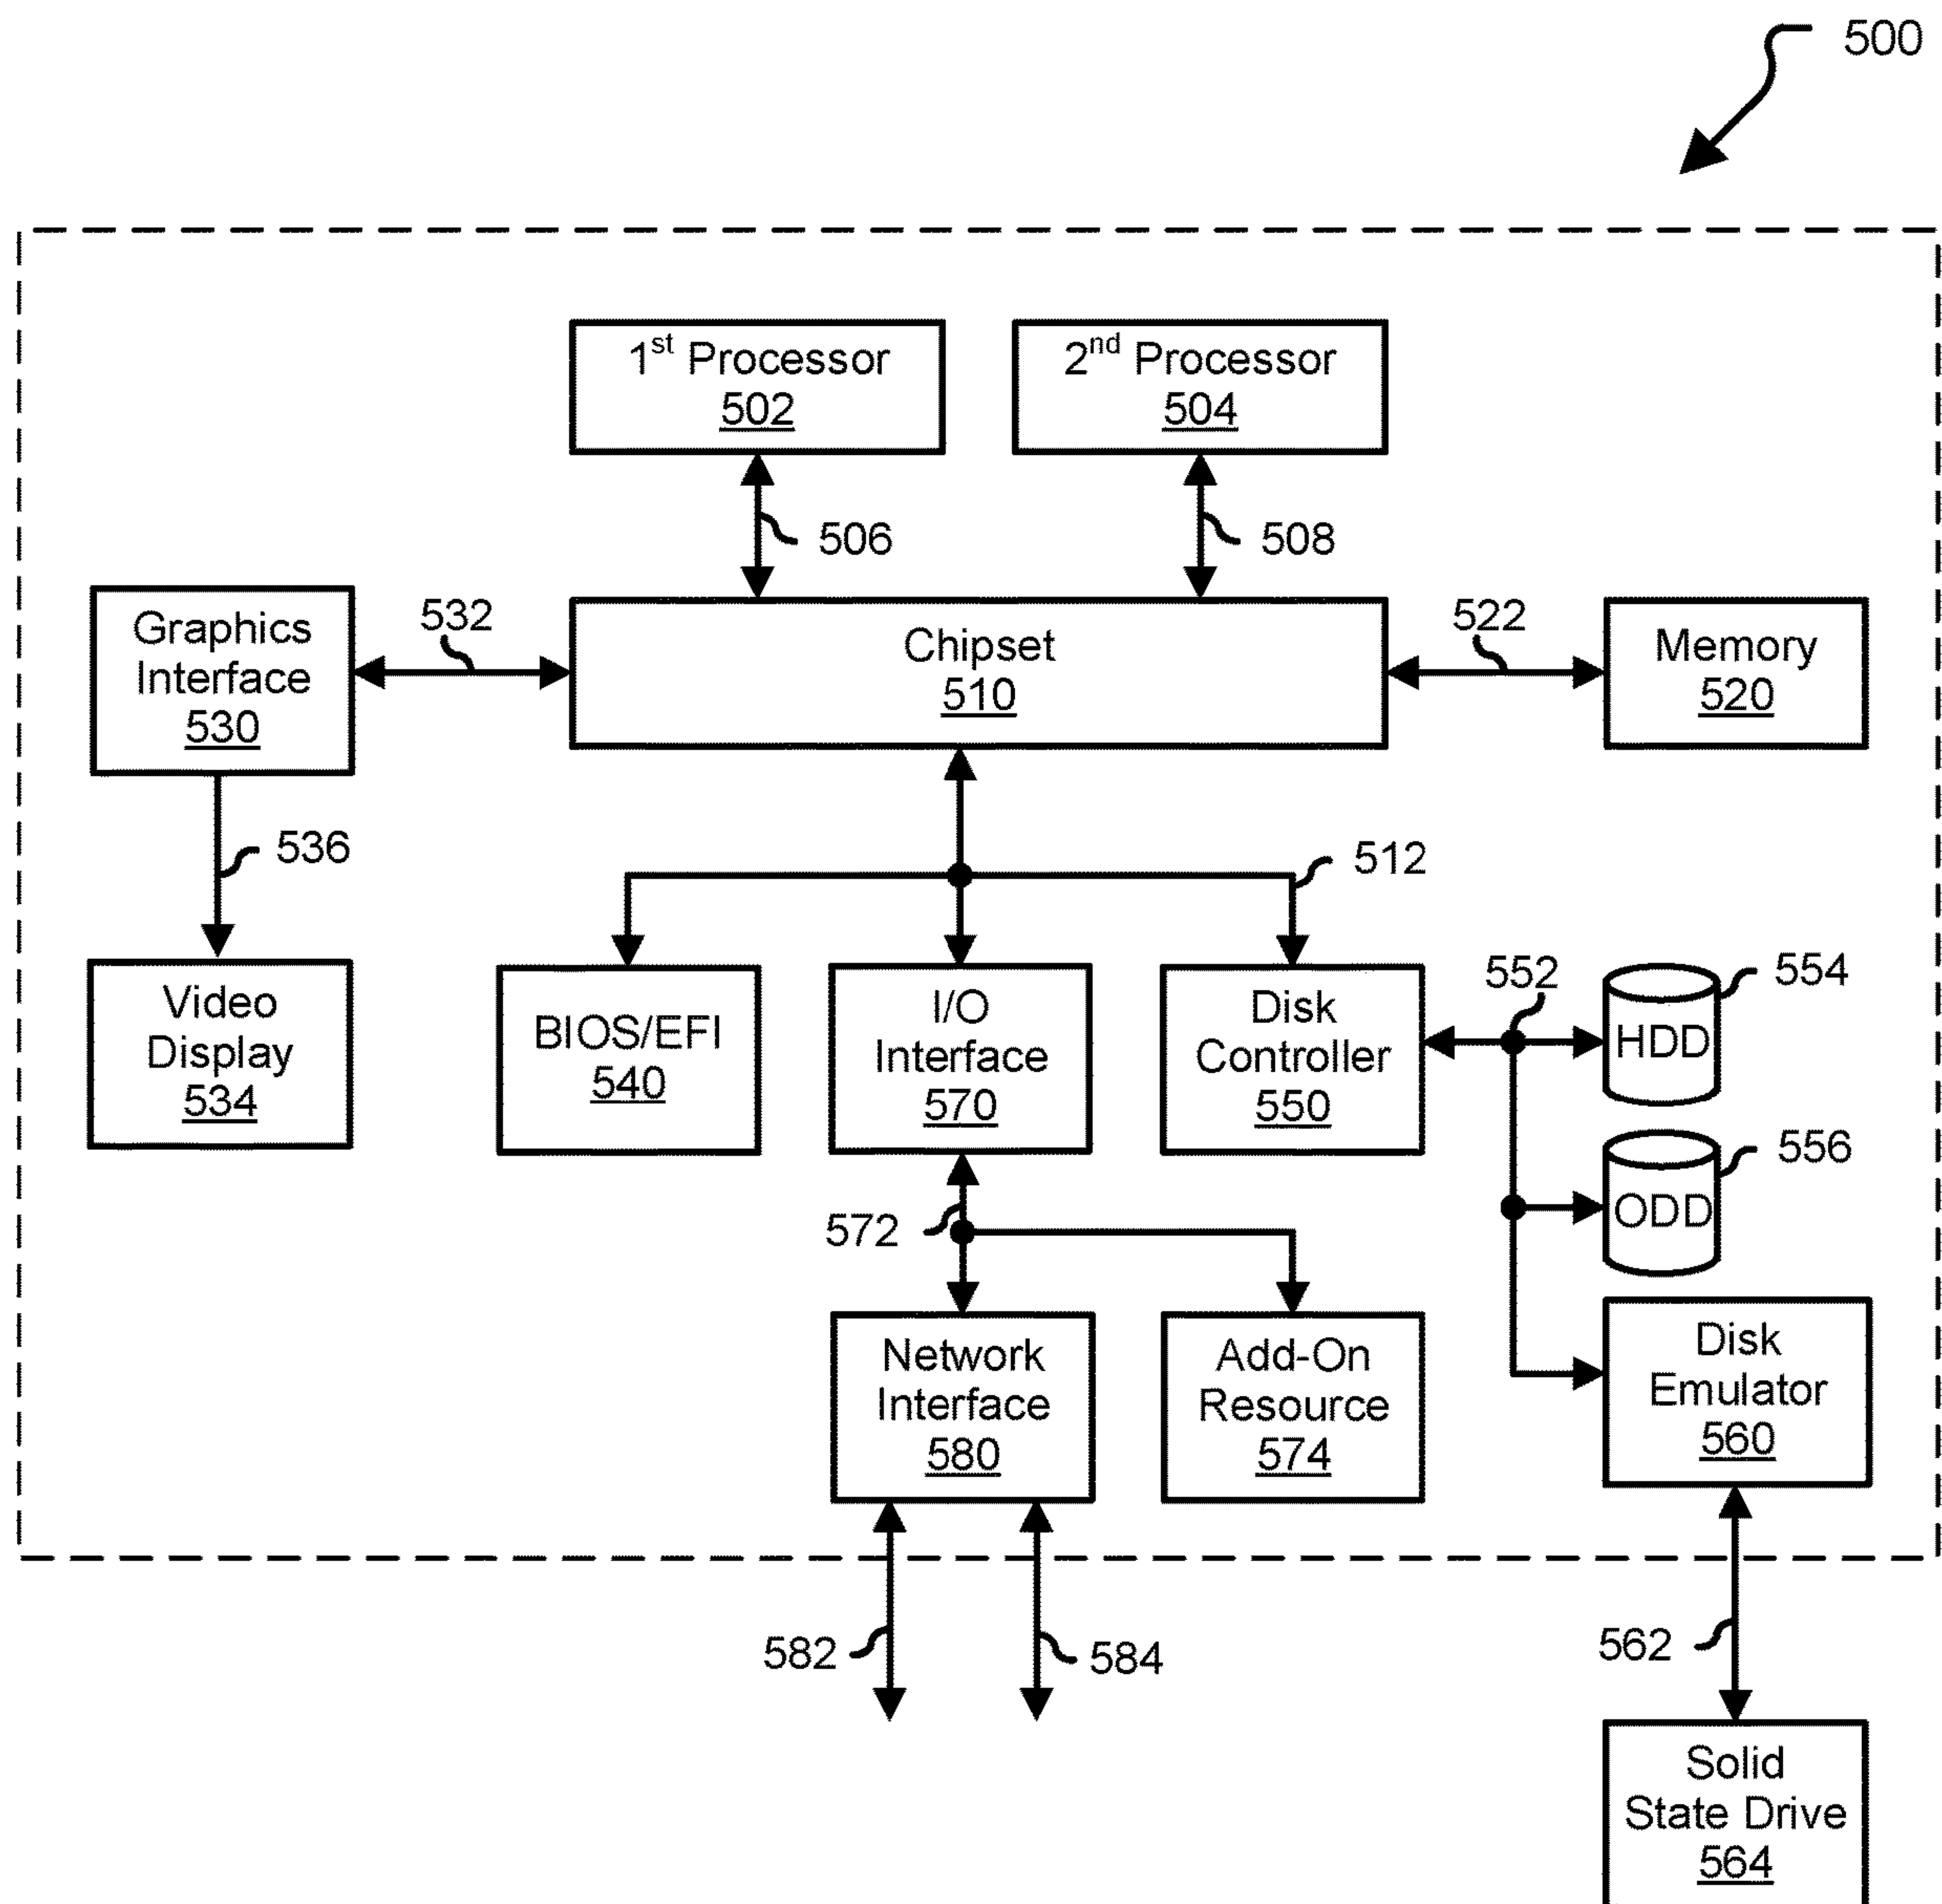 500
1st Processor
502
2nd Processor
504
506
508
Graphics
Interface
530
532
Chipset
510
522
Memory
520
536
512
Video
Display
534
BIOS/EFI
540
I/O
Interface
570
Disk
Controller
550
552
554
HDD
556
ODD
572
Network
Interface
580
Add-On
Resource
574
Disk
Emulator
560
582
584
562
Solid
State Drive
564